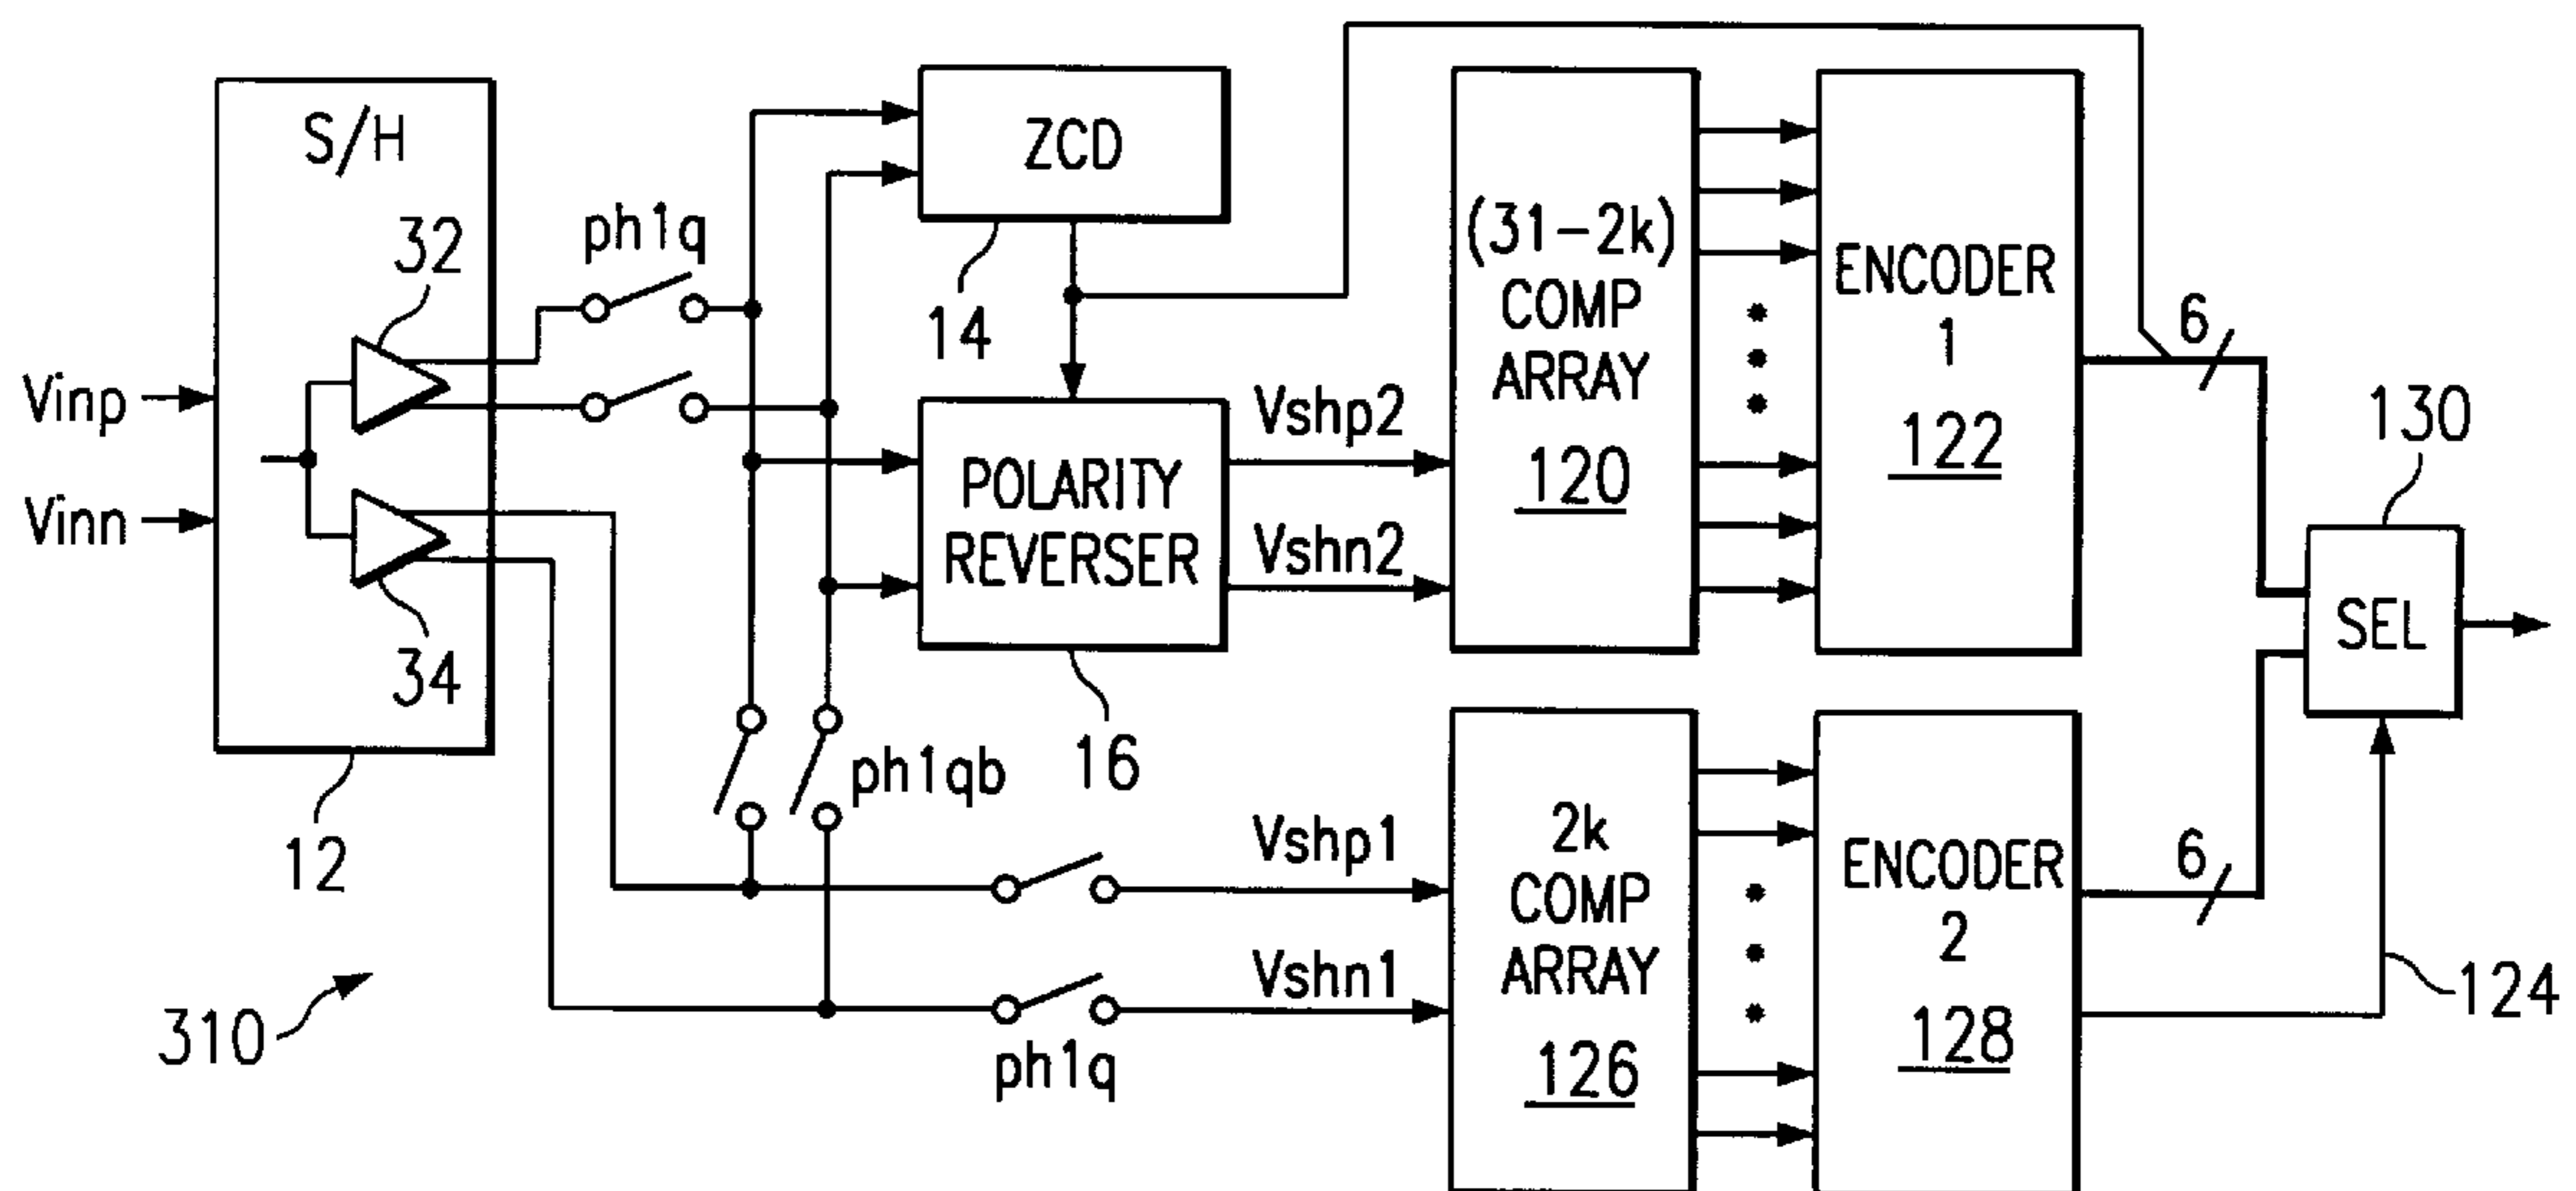 S/H
32
34
12
Vinp
Vinn
310
ph1q
ZCD
14
POLARITY
REVERSER
16
ph1qb
ph1q
Vshp2
Vshn2
Vshp1
Vshn1
(31-2k)
COMP
ARRAY
120
ENCODER
1
122
6
2k
COMP
ARRAY
126
ENCODER
2
128
6
130
SEL
124